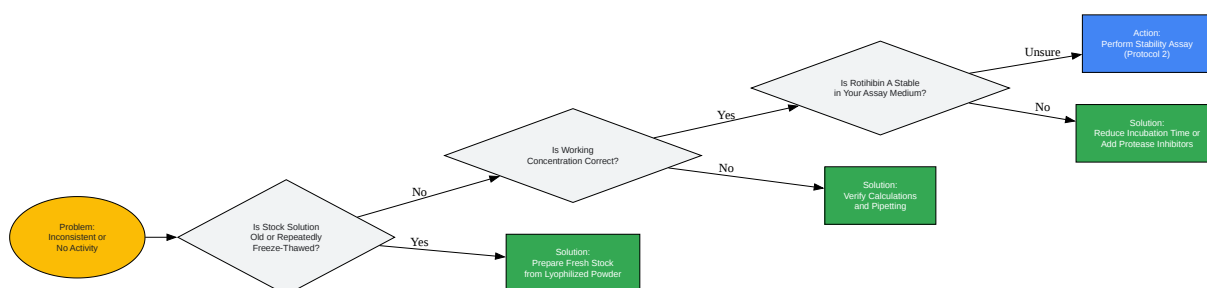 Problem:
Inconsistent or
No Activity
Is Stock Solution
Old or Repeatedly
Freeze-Thawed?
Yes
Solution:
Prepare Fresh Stock
from Lyophilized Powder
No
Is Working
Concentration Correct?
No
Solution:
Verify Calculations
and Pipetting
Yes
Is Rotihibin A Stable
in Your Assay Medium?
Unsure
Action:
Perform Stability Assay
(Protocol 2)
No
Solution:
Reduce Incubation Time or
Add Protease Inhibitors